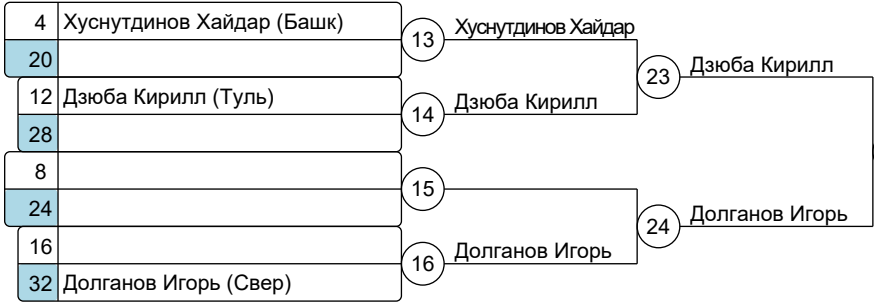 4 Хуснутдинов Хайдар (Башк)
20
13 Хуснутдинов Хайдар
12 Дзюба Кирилл (Туль)
28
14 Дзюба Кирилл
23 Дзюба Кирилл
8
24
15
16
32 Долганов Игорь (Свер)
16 Долганов Игорь
24 Долганов Игорь